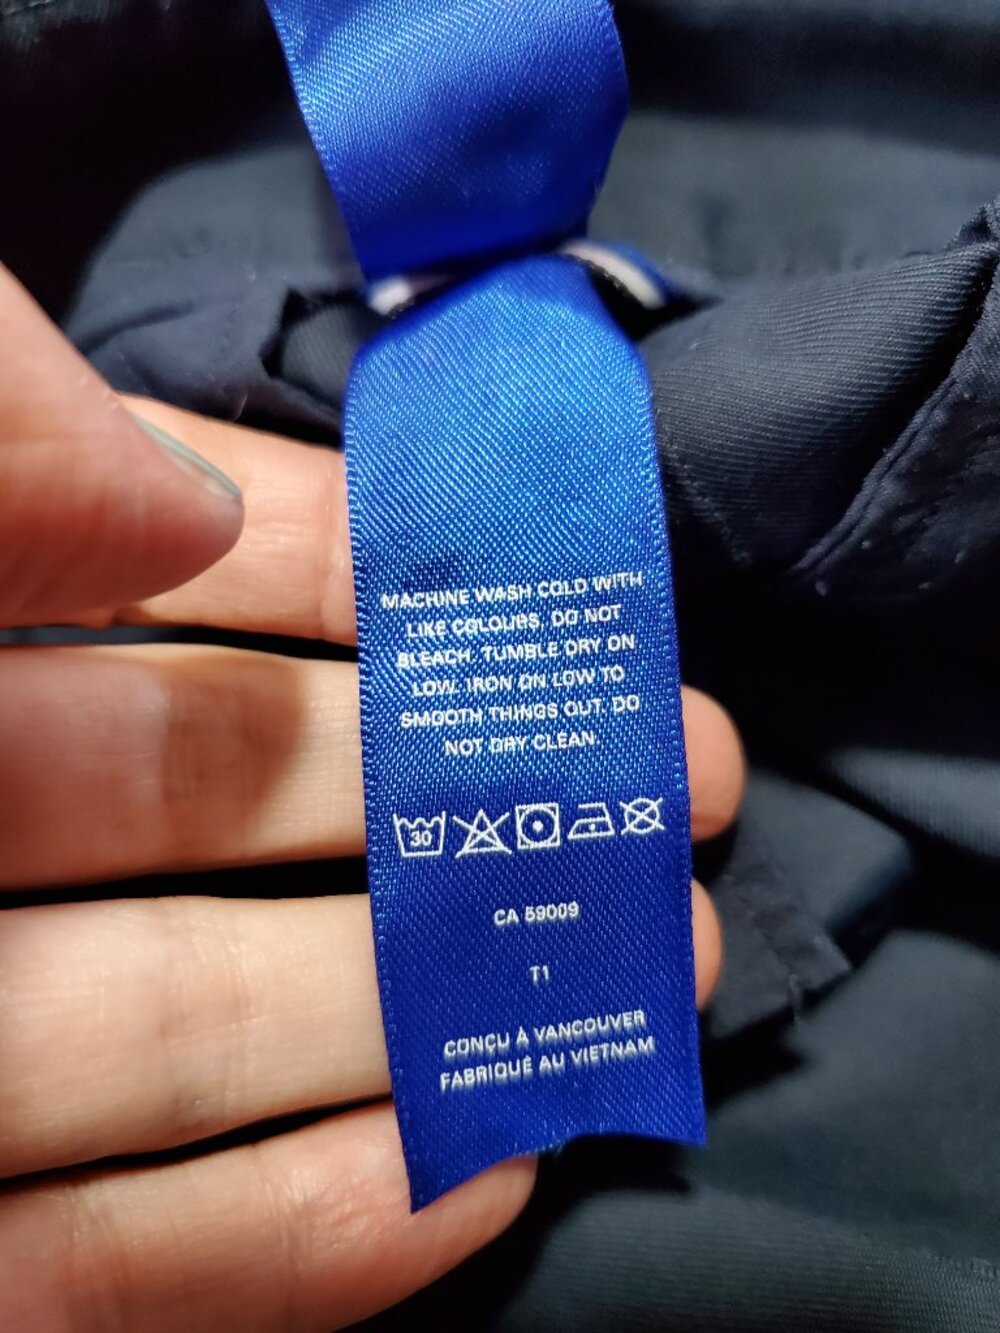 MACHINE WASH COLD WITH
LIKE COLOURS. DO NOT
BLEACH. TUMBLE DRY ON
LOW. IRON ON LOW TO
SMOOTH THINGS OUT. DO
NOT DRY CLEAN.
30
CA 59009
T1
CONÇU À VANCOUVER
FABRIQUÉ AU VIETNAM